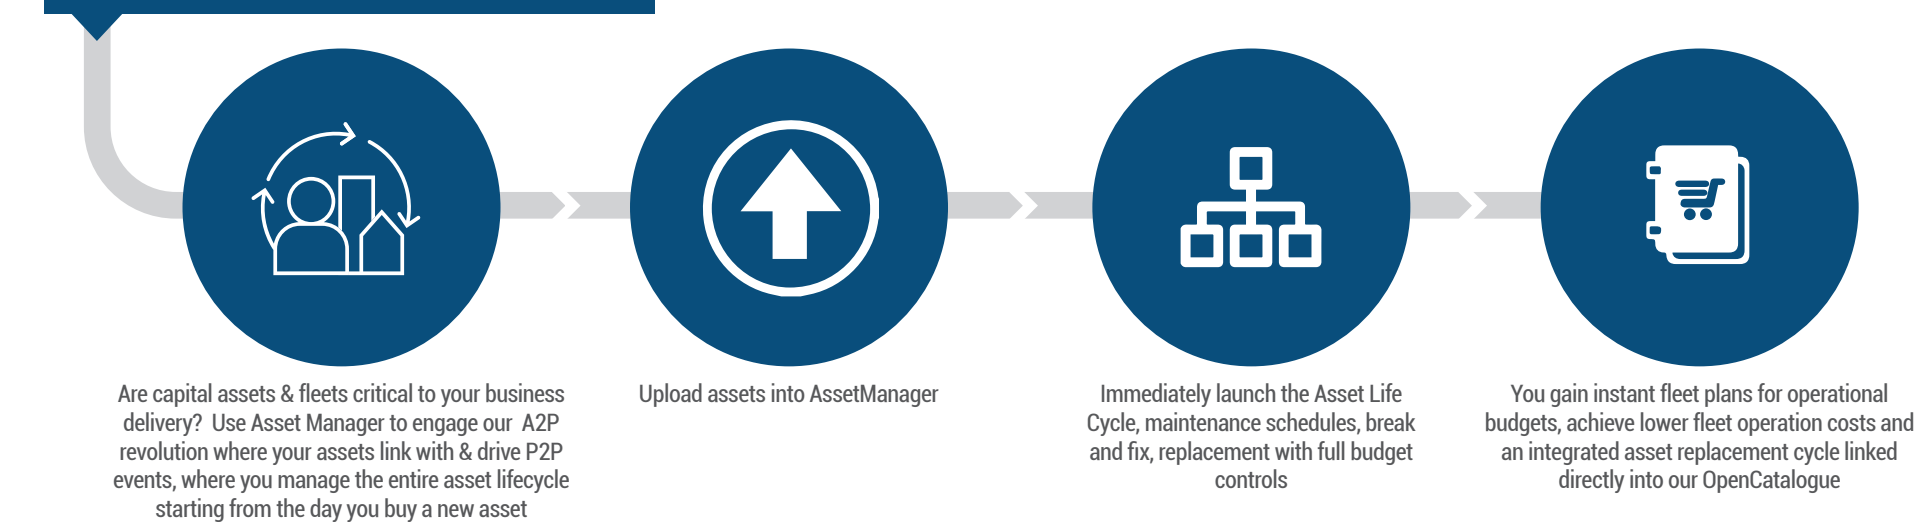 Are capital assets & fleets critical to your business
delivery? Use Asset Manager to engage our A2P
revolution where your assets link with & drive P2P
events, where you manage the entire asset lifecycle
starting from the day you buy a new asset
Upload assets into AssetManager
Immediately launch the Asset Life
Cycle, maintenance schedules, break
and fix, replacement with full budget
controls
You gain instant fleet plans for operational
budgets, achieve lower fleet operation costs and
an integrated asset replacement cycle linked
directly into our OpenCatalogue